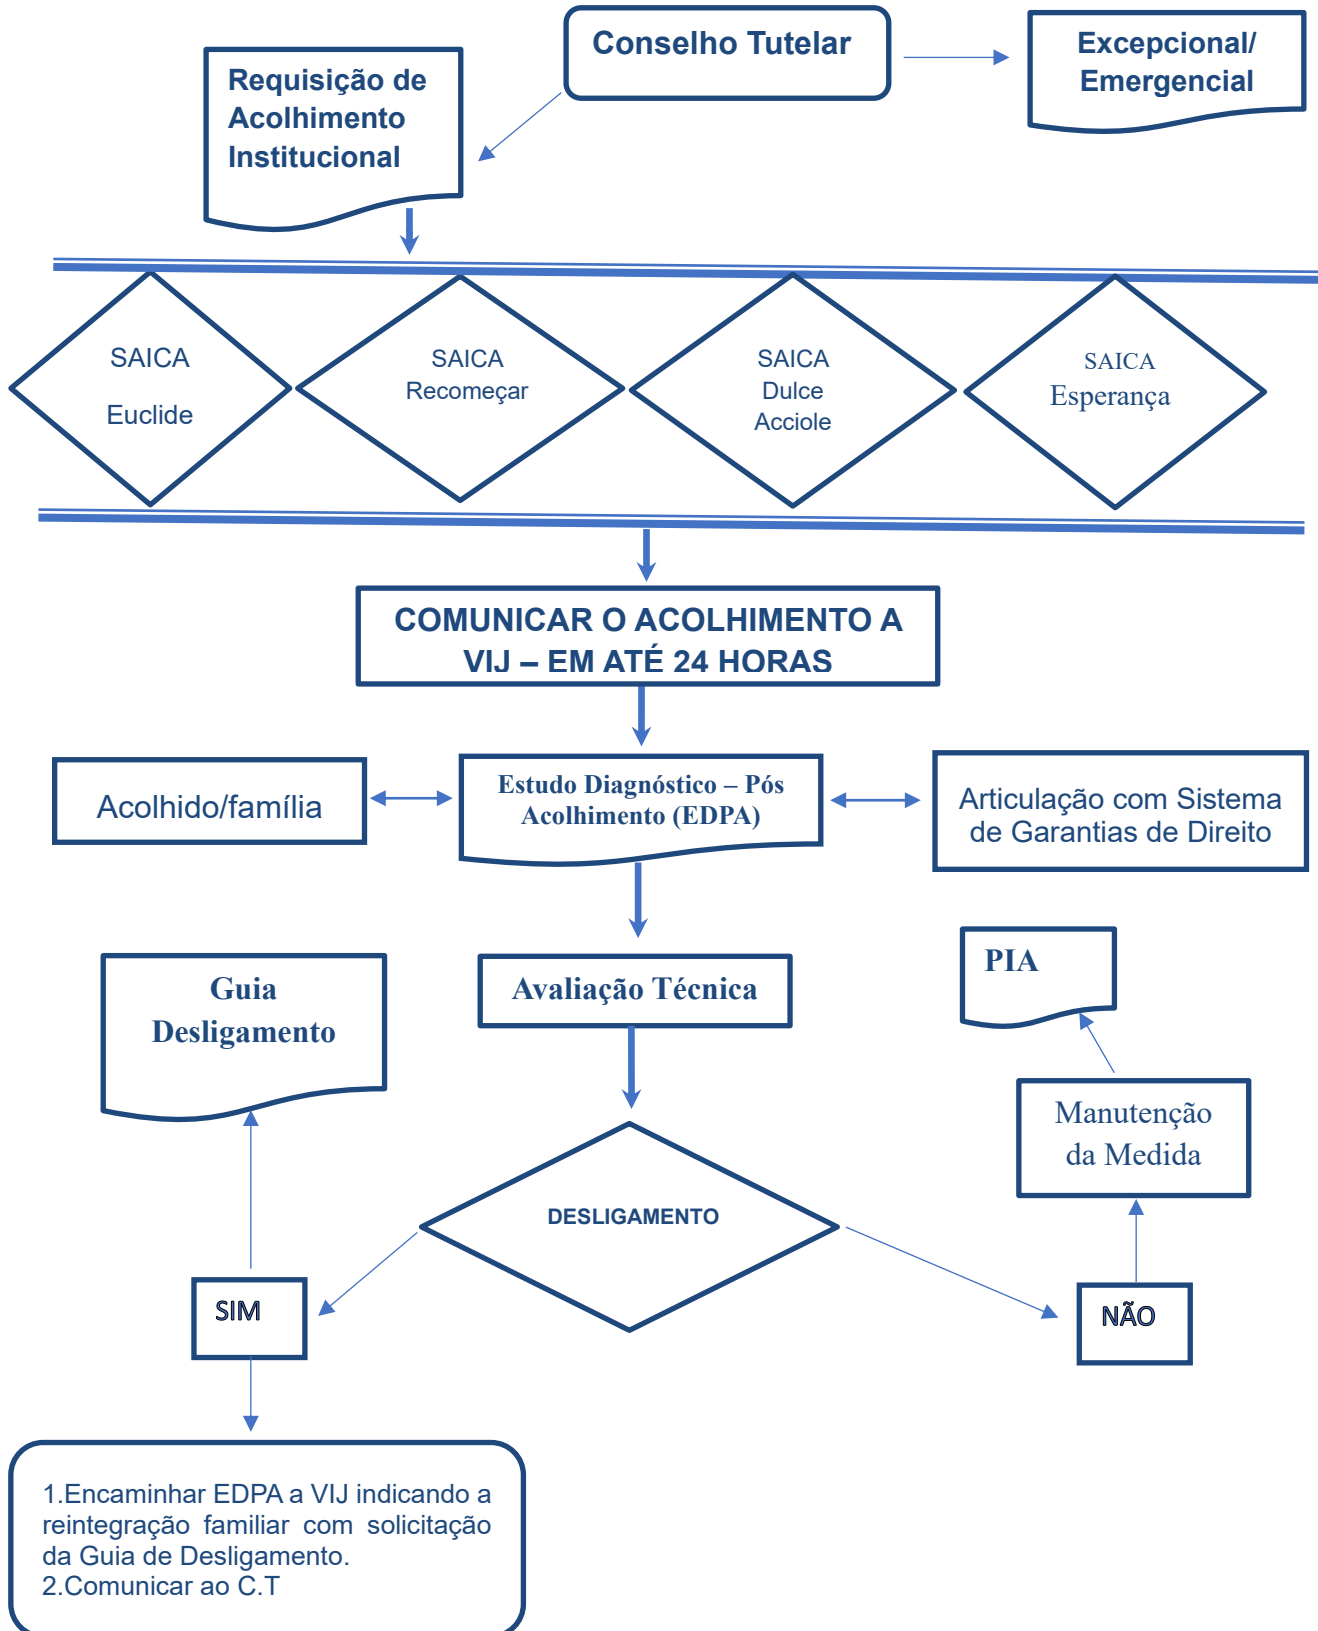 Conselho Tutelar
Excepcional/
Emergencial
Requisição de
Acolhimento
Institucional
SAICA
Euclide
SAICA
Recomeçar
SAICA
Dulce
Acciole
SAICA
Esperança
COMUNICAR O ACOLHIMENTO A
VIJ – EM ATÉ 24 HORAS
Acolhido/família
Estudo Diagnóstico – Pós
Acolhimento (EDPA)
Articulação com Sistema
de Garantias de Direito
Guia
Desligamento
Avaliação Técnica
PIA
Manutenção
da Medida
DESLIGAMENTO
SIM
NÃO
1.Encaminhar EDPA a VIJ indicando a
reintegração familiar com solicitação
da Guia de Desligamento.
2.Comunicar ao C.T